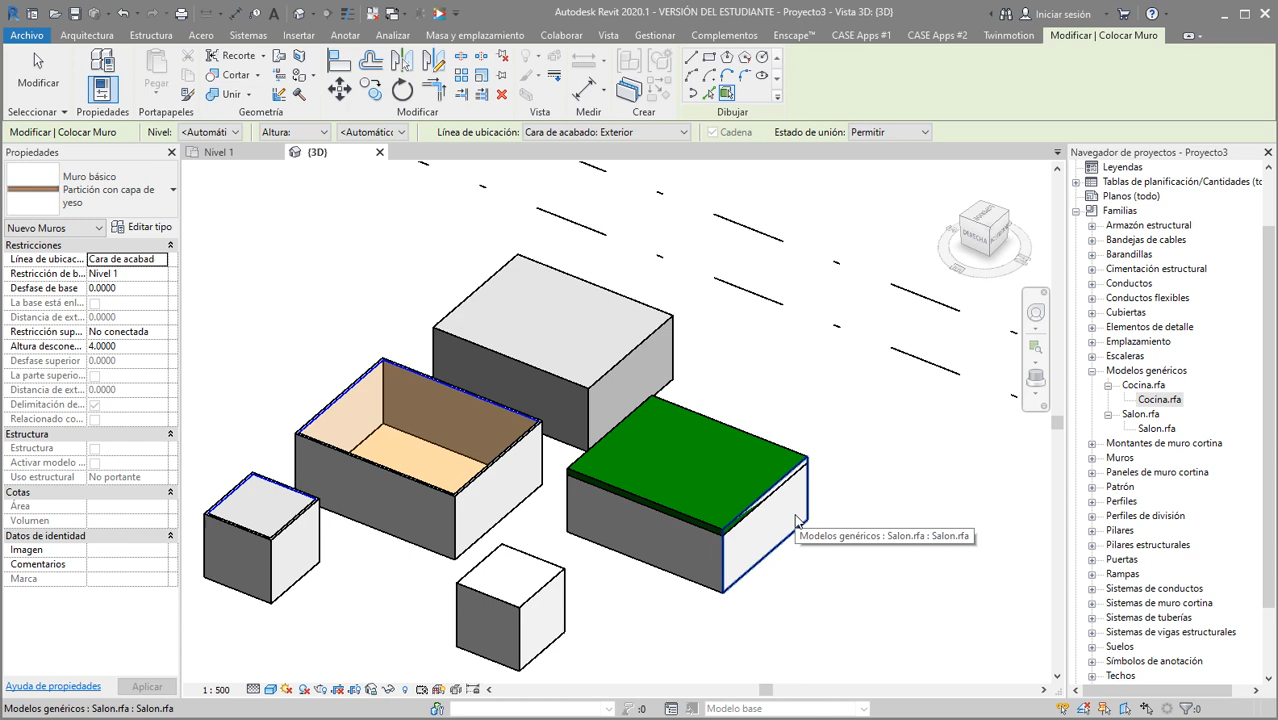 Autodesk Revit 2020.1 - VERSIÓN DEL ESTUDIANTE - Proyecto3 - Vista 3D: {3D}
Iniciar sesión
Archivo Arquitectura Estructura Acero Sistemas Insertar Anotar Analizar Masa y emplazamiento Colaborar Vista Gestionar Complementos Enscape™ CASE Apps #1 CASE Apps #2 Twinmotion Modificar | Colocar Muro
Modificar
Pegar
Recorte
Cortar
Unir
Seleccionar Propiedades Portapapeles Geometría Modificar Vista Medir Crear Dibujar
Modificar | Colocar Muro Nivel: <Automáti Altura: <Automátic Línea de ubicación: Cara de acabado: Exterior Cadena Estado de unión: Permitir
Propiedades
Nivel 1 (3D)
Navegador de proyectos - Proyecto3
Muro básico
Partición con capa de
yeso
Nuevo Muros Editar tipo
Restricciones
Línea de ubicac... Cara de acabad
Restricción de b... Nivel 1
Desfase de base 0.0000
La base está enl...
Distancia de ext... 0.0000
Restricción sup... No conectada
Altura descone... 4.0000
Desfase superior 0.0000
La parte superio...
Distancia de ext... 0.0000
Delimitación de...
Relacionado co...
Estructura
Estructura
Activar modelo
Uso estructural No portante
Cotas
Área
Volumen
Datos de identidad
Imagen
Comentarios
Marca
Ayuda de propiedades Aplicar
DERECHA
Modelos genéricos : Salon.rfa : Salon.rfa
Leyendas
Tablas de planificación/Cantidades (to
Planos (todo)
Familias
Armazón estructural
Bandejas de cables
Barandillas
Cimentación estructural
Conductos
Conductos flexibles
Cubiertas
Elementos de detalle
Emplazamiento
Escaleras
Modelos genéricos
Cocina.rfa
Cocina.rfa
Salon.rfa
Salon.rfa
Montantes de muro cortina
Muros
Paneles de muro cortina
Patrón
Perfiles
Perfiles de división
Pilares
Pilares estructurales
Puertas
Rampas
Sistemas de conductos
Sistemas de muro cortina
Sistemas de tuberías
Sistemas de vigas estructurales
Suelos
Símbolos de anotación
Techos
1 : 500
Modelos genéricos : Salon.rfa : Salon.rfa :0 Modelo base :0